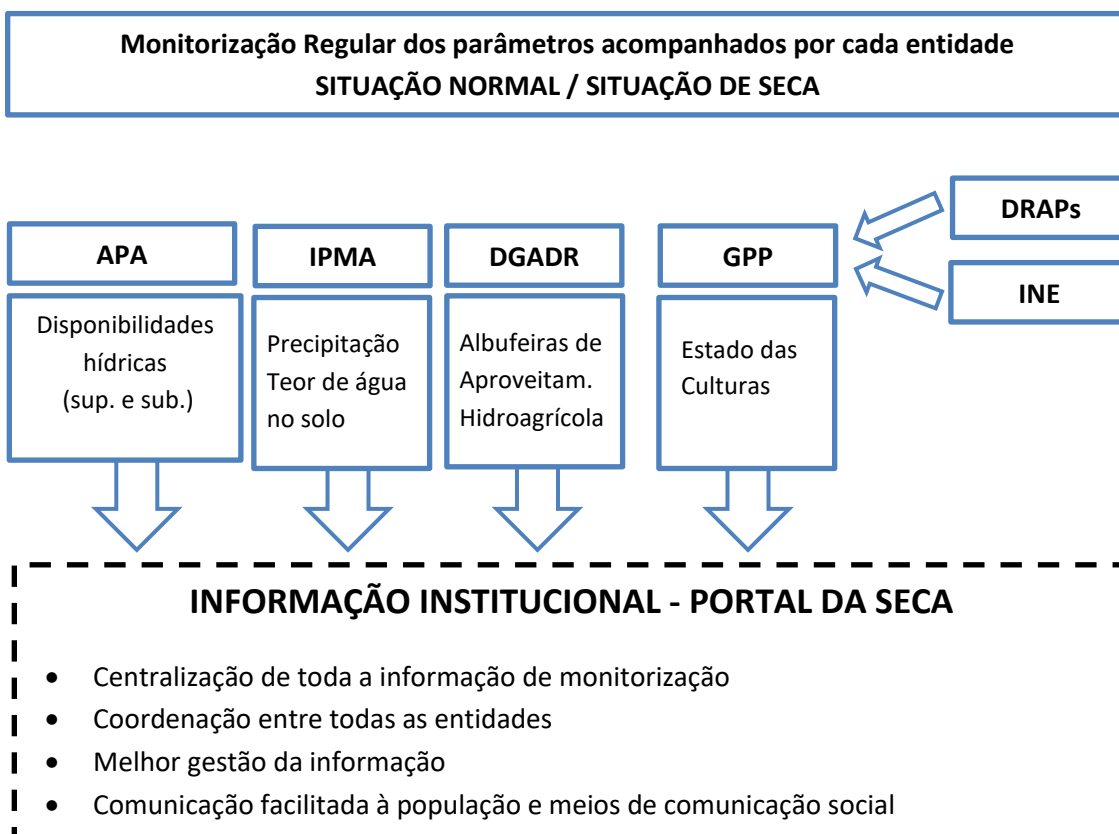 Monitorização Regular dos parâmetros acompanhados por cada entidade
SITUAÇÃO NORMAL / SITUAÇÃO DE SECA
DRAPs
APA
IPMA
DGADR
GPP
INE
Disponibilidades
hídricas
(sup. e sub.)
Precipitação
Teor de água
no solo
Albufeiras de
Aproveitam.
Hidroagrícola
Estado das
Culturas
INFORMAÇÃO INSTITUCIONAL - PORTAL DA SECA
• Centralização de toda a informação de monitorização
• Coordenação entre todas as entidades
• Melhor gestão da informação
• Comunicação facilitada à população e meios de comunicação social